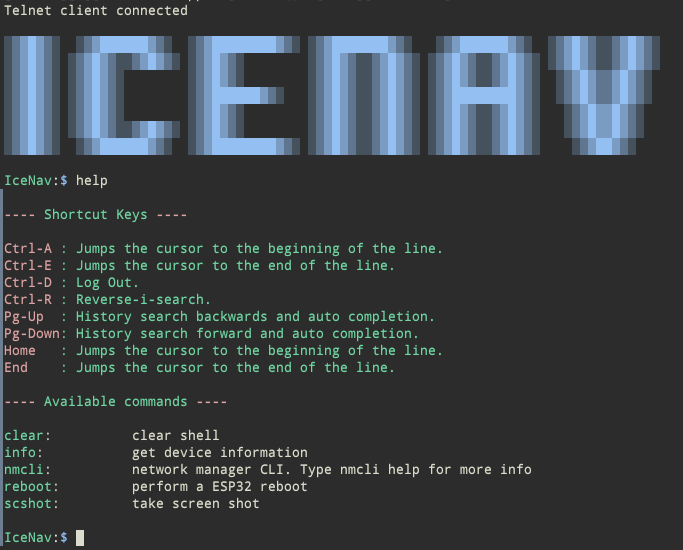 Telnet client connected
ICENAV
IceNav:$ help
---- Shortcut Keys ----
Ctrl-A : Jumps the cursor to the beginning of the line.
Ctrl-E : Jumps the cursor to the end of the line.
Ctrl-D : Log Out.
Ctrl-R : Reverse-i-search.
Pg-Up  : History search backwards and auto completion.
Pg-Down: History search forward and auto completion.
Home   : Jumps the cursor to the beginning of the line.
End    : Jumps the cursor to the end of the line.
---- Available commands ----
clear:          clear shell
info:           get device information
nmcli:          network manager CLI. Type nmcli help for more info
reboot:         perform a ESP32 reboot
scshot:         take screen shot
IceNav:$